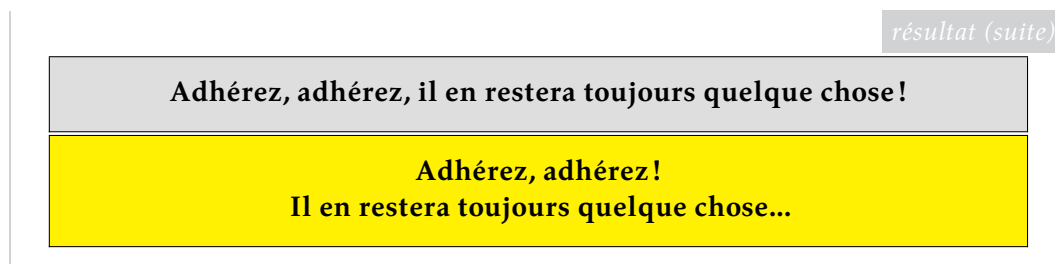 résultat (suite)
Adhérez, adhérez, il en restera toujours quelque chose !
Adhérez, adhérez !
Il en restera toujours quelque chose...